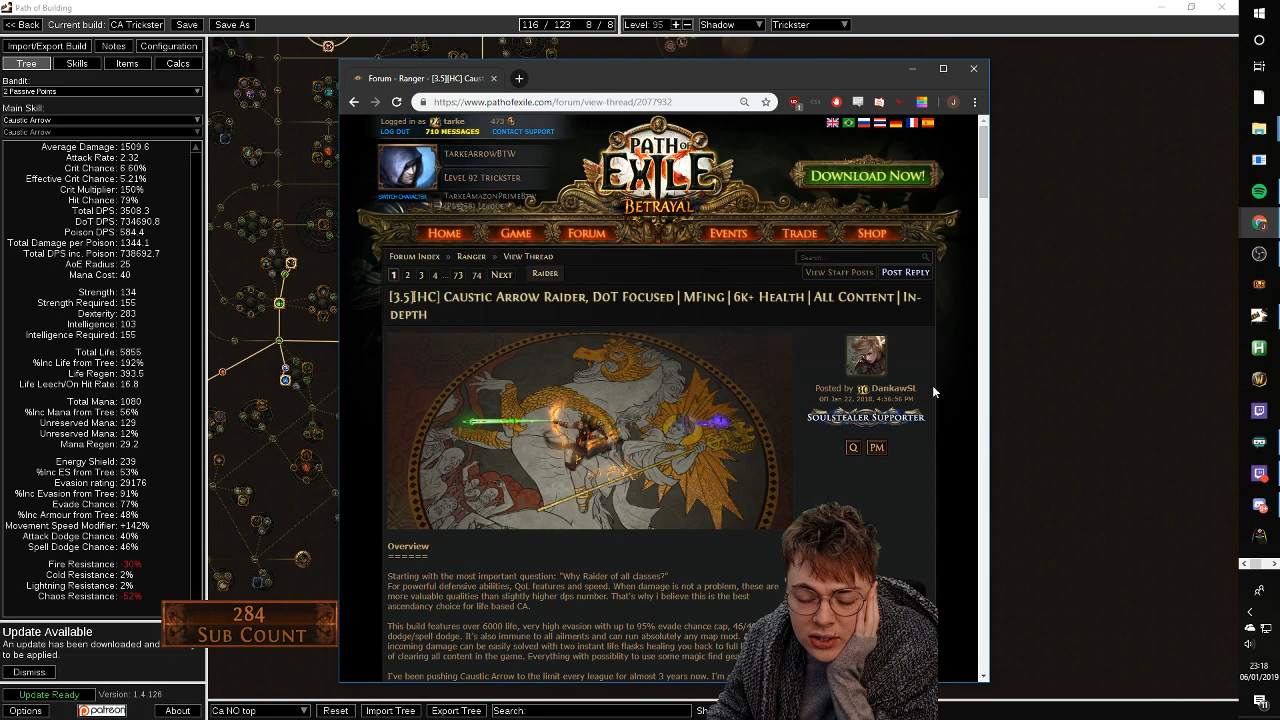 Path of Building
<< Back
Current build: CA Trickster
Save
Save As
116 / 123   8 / 8
Level: 95
Shadow
Trickster
Import/Export Build
Notes
Configuration
Tree
Skills
Items
Calcs
Bandit:
2 Passive Points
Main Skill:
Caustic Arrow
Caustic Arrow
Average Damage: 1509.6
Attack Rate: 2.32
Crit Chance: 6.60%
Effective Crit Chance: 5.21%
Crit Multiplier: 150%
Hit Chance: 79%
Total DPS: 3508.3
DoT DPS: 734690.8
Poison DPS: 584.4
Total Damage per Poison: 1344.1
Total DPS inc. Poison: 738692.7
AoE Radius: 25
Mana Cost: 40
Strength: 134
Strength Required: 155
Dexterity: 283
Intelligence: 103
Intelligence Required: 155
Total Life: 5855
%Inc Life from Tree: 192%
Life Regen: 393.5
Life Leech/On Hit Rate: 16.8
Total Mana: 1080
%Inc Mana from Tree: 56%
Unreserved Mana: 129
Unreserved Mana: 12%
Mana Regen: 29.2
Energy Shield: 239
%Inc ES from Tree: 53%
Evasion rating: 29176
%Inc Evasion from Tree: 91%
Evade Chance: 77%
%Inc Armour from Tree: 48%
Movement Speed Modifier: +142%
Attack Dodge Chance: 40%
Spell Dodge Chance: 46%
Fire Resistance: -30%
Cold Resistance: 2%
Lightning Resistance: 2%
Chaos Resistance: -52%
284
Sub Count
Update Available
An update has been downloaded and
to be applied.
Dismiss
Update Ready
Version: 1.4.126
Options
patreon
About
Ca NO top
Reset
Import Tree
Export Tree
Search:
Forum - Ranger - [3.5][HC] Caust
https://www.pathofexile.com/forum/view-thread/2077932
Logged in as tarke 473
LOG OUT
710 MESSAGES
CONTACT SUPPORT
TarkeArrowBTW
Level 92 Trickster
TarkeAmazonPrimeBTW
SWITCH CHARACTER
PATH OF EXILE
BETRAYAL
Download Now!
Home
Game
Forum
Events
Trade
Shop
Forum Index » Ranger » View Thread
Search...
1 2 3 4 ... 73 74 Next
Raider
View Staff Posts
Post Reply
[3.5][HC] Caustic Arrow Raider, DoT Focused | MFing | 6k+ Health | All Content | In-
depth
Posted by DankawSL
on Jan 22, 2018, 4:56:56 PM
Soulstealer Supporter
Q
PM
Overview
======
Starting with the most important question: "Why Raider of all classes?"
For powerful defensive abilities, QoL features and speed. When damage is not a problem, these are
more valuable qualities than slightly higher dps number. That's why i believe this is the best
ascendancy choice for life based CA.
This build features over 6000 life, very high evasion with up to 95% evade chance cap, 46/4
dodge/spell dodge. It's also immune to all ailments and can run absolutely any map mod.
incoming damage can be easily solved with two instant life flasks healing you back to full
of clearing all content in the game. Everything with possiblity to use some magic find gea
I've been pushing Caustic Arrow to the limit every league for almost 3 years now. I'm
23:18
06/01/2019